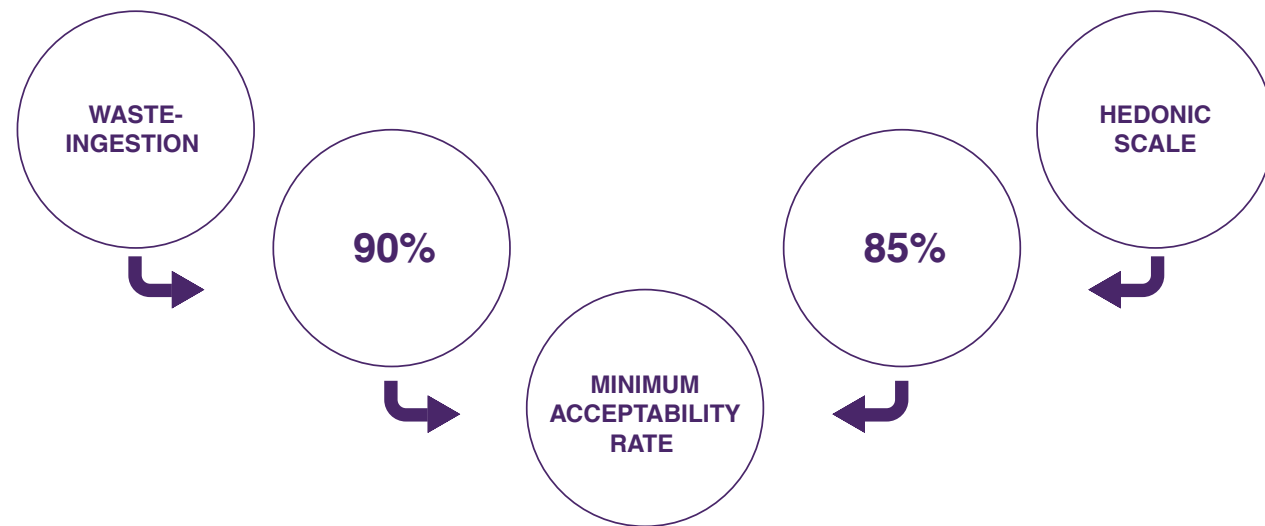 WASTE-
INGESTION
90%
MINIMUM
ACCEPTABILITY
RATE
85%
HEDONIC
SCALE